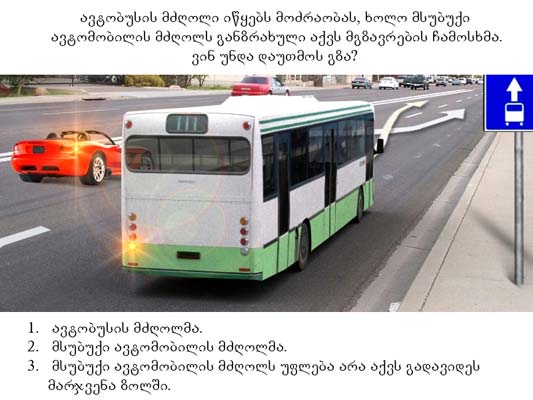 ავტობუსის მძღოლი იწყებს მოძრაობას, ხოლო მსუბუქი
ავტომობილის მძღოლს განზრახული აქვს მგზავრების ჩამოსხმა.
ვინ უნდა დაუთმოს გზა?
1. ავტობუსის მძღოლმა.
2. მსუბუქი ავტომობილის მძღოლმა.
3. მსუბუქი ავტომობილის მძღოლს უფლება არა აქვს გადავიდეს
მარჯვენა ზოლში.